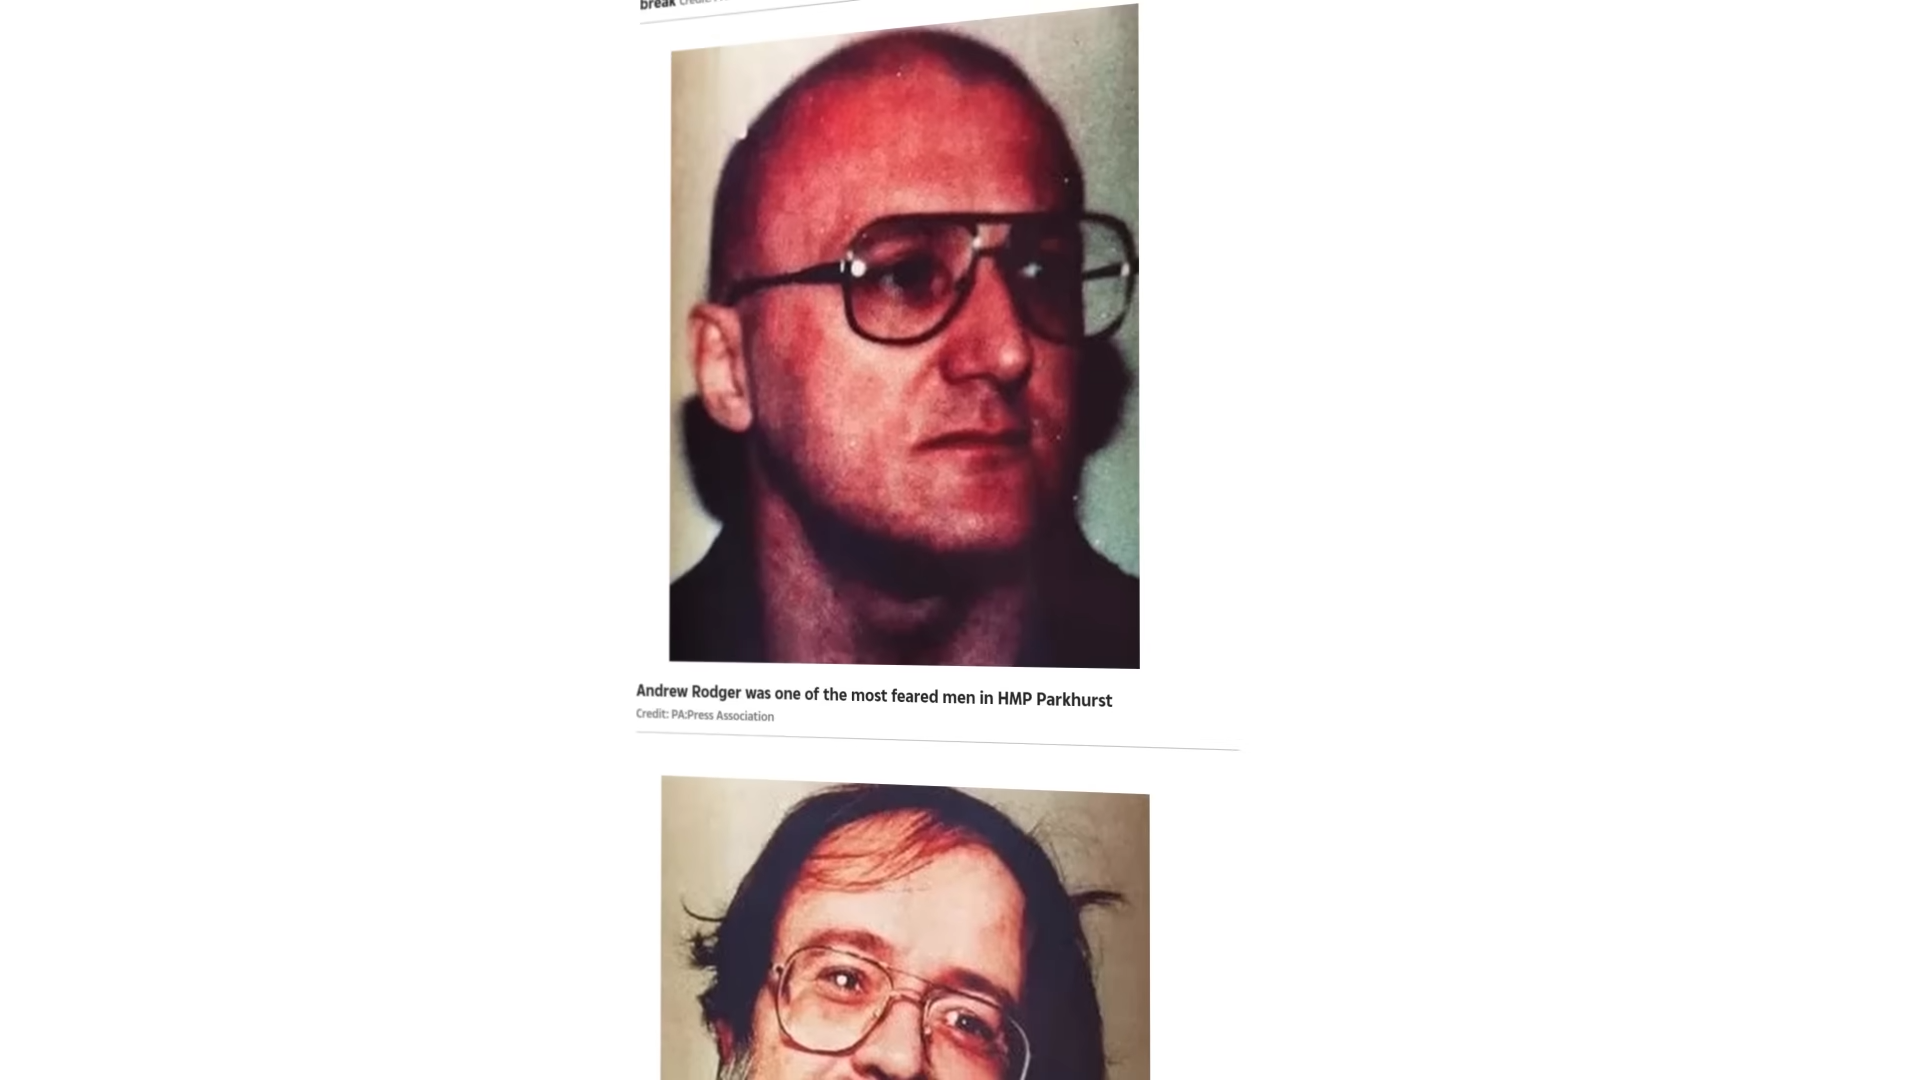 break
Andrew Rodger was one of the most feared men in HMP Parkhurst
Credit: PA:Press Association